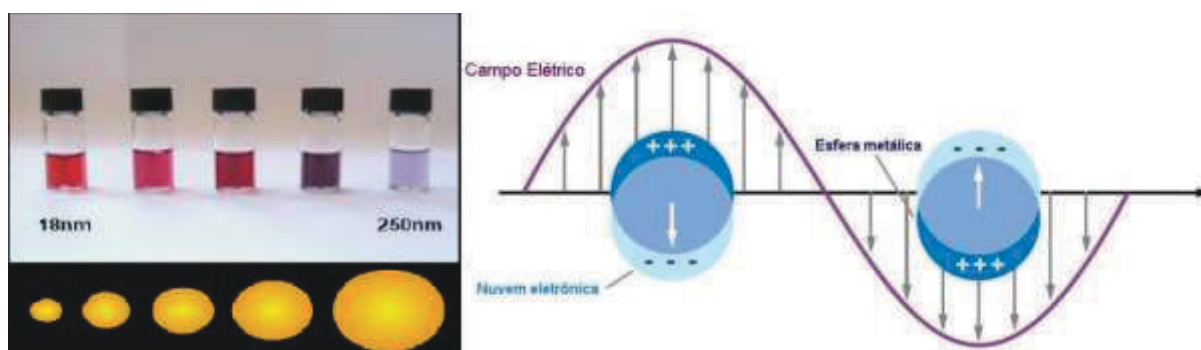 18nm
250nm
Campo Elétrico
+++
- - -
Nuvem eletrônica
Esfera metálica
- - -
+++